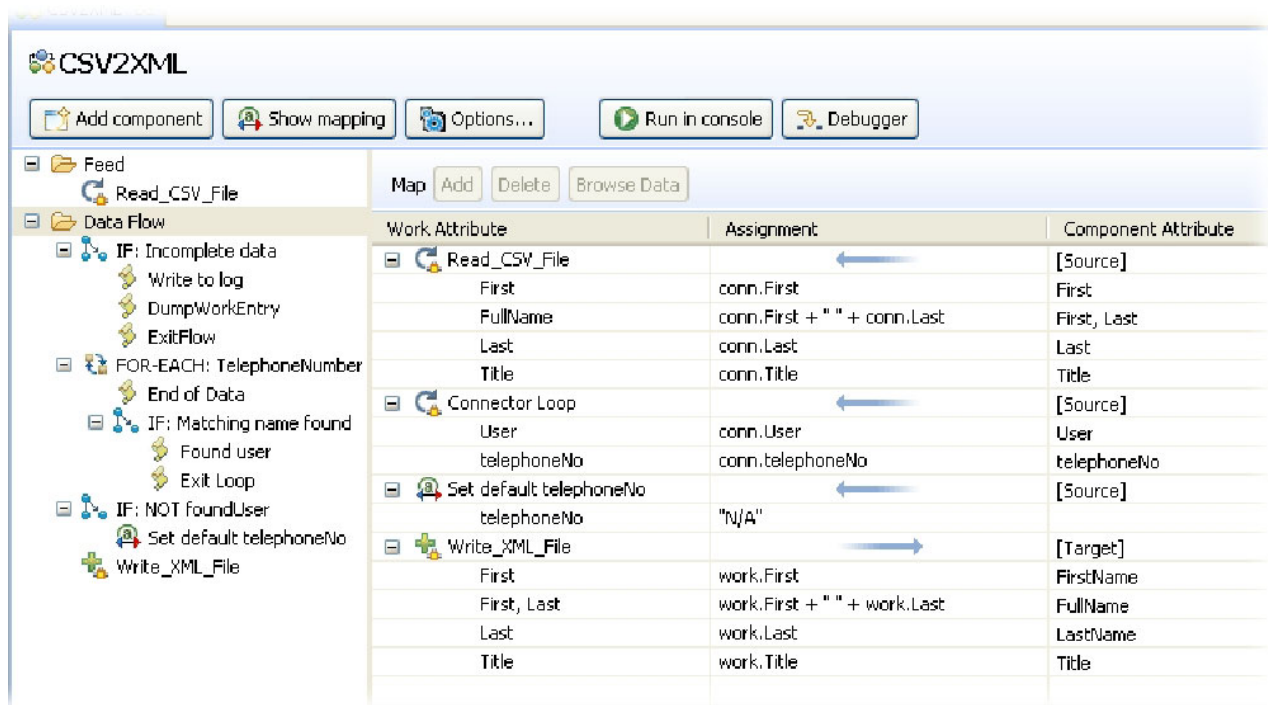 CSV2XML
Add component Show mapping Options... Run in console Debugger
Feed
Read_CSV_File
Data Flow
IF: Incomplete data
Write to log
DumpWorkEntry
ExitFlow
FOR-EACH: TelephoneNumber
End of Data
IF: Matching name found
Found user
Exit Loop
IF: NOT foundUser
Set default telephoneNo
Write_XML_File
Map Add Delete Browse Data
Work Attribute Assignment Component Attribute
Read_CSV_File [Source]
First conn.First First
FullName conn.First + " " + conn.Last First, Last
Last conn.Last Last
Title conn.Title Title
Connector Loop [Source]
User conn.User User
telephoneNo conn.telephoneNo telephoneNo
Set default telephoneNo [Source]
telephoneNo "N/A"
Write_XML_File [Target]
First work.First FirstName
First, Last work.First + " " + work.Last FullName
Last work.Last LastName
Title work.Title Title